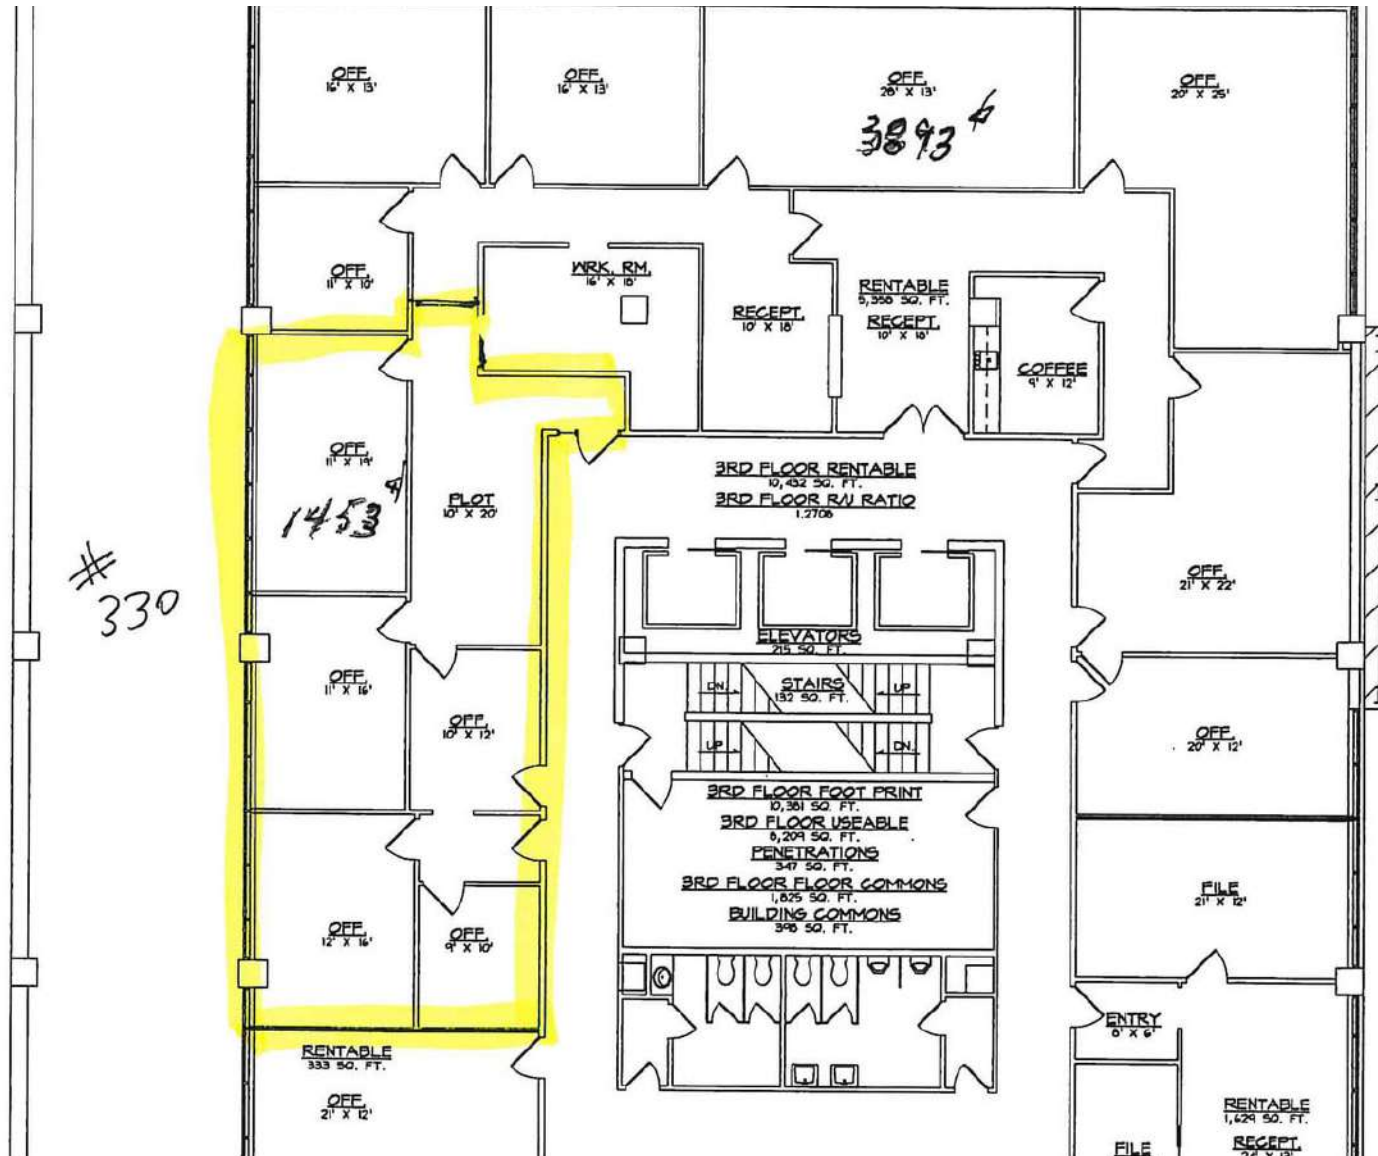 OFF.
16' X 13'
OFF.
16' X 13'
OFF.
28' X 13'
OFF.
20' X 25'
3893
OFF.
11' X 10'
WRK. RM.
16' X 18'
RECEPT.
10' X 18'
RENTABLE
5,358 SQ. FT.
RECEPT.
10' X 18'
COFFEE
9' X 12'
OFF.
11' X 19'
1453
PLOT
10' X 20'
3RD FLOOR RENTABLE
10,432 SQ. FT.
3RD FLOOR R/U RATIO
1.2708
#
330
OFF.
21' X 22'
ELEVATORS
215 SQ. FT.
STAIRS
132 SQ. FT.
DN.
UP
UP
DN.
OFF.
11' X 16'
OFF.
10' X 12'
OFF.
20' X 12'
3RD FLOOR FOOT PRINT
10,381 SQ. FT.
3RD FLOOR USEABLE
8,209 SQ. FT.
PENETRATIONS
347 SQ. FT.
3RD FLOOR FLOOR COMMONS
1,825 SQ. FT.
BUILDING COMMONS
398 SQ. FT.
FILE
21' X 12'
OFF.
12' X 16'
OFF.
9' X 10'
ENTRY
8' X 6'
RENTABLE
333 SQ. FT.
OFF.
21' X 12'
RENTABLE
1,629 SQ. FT.
RECEPT.
FILE